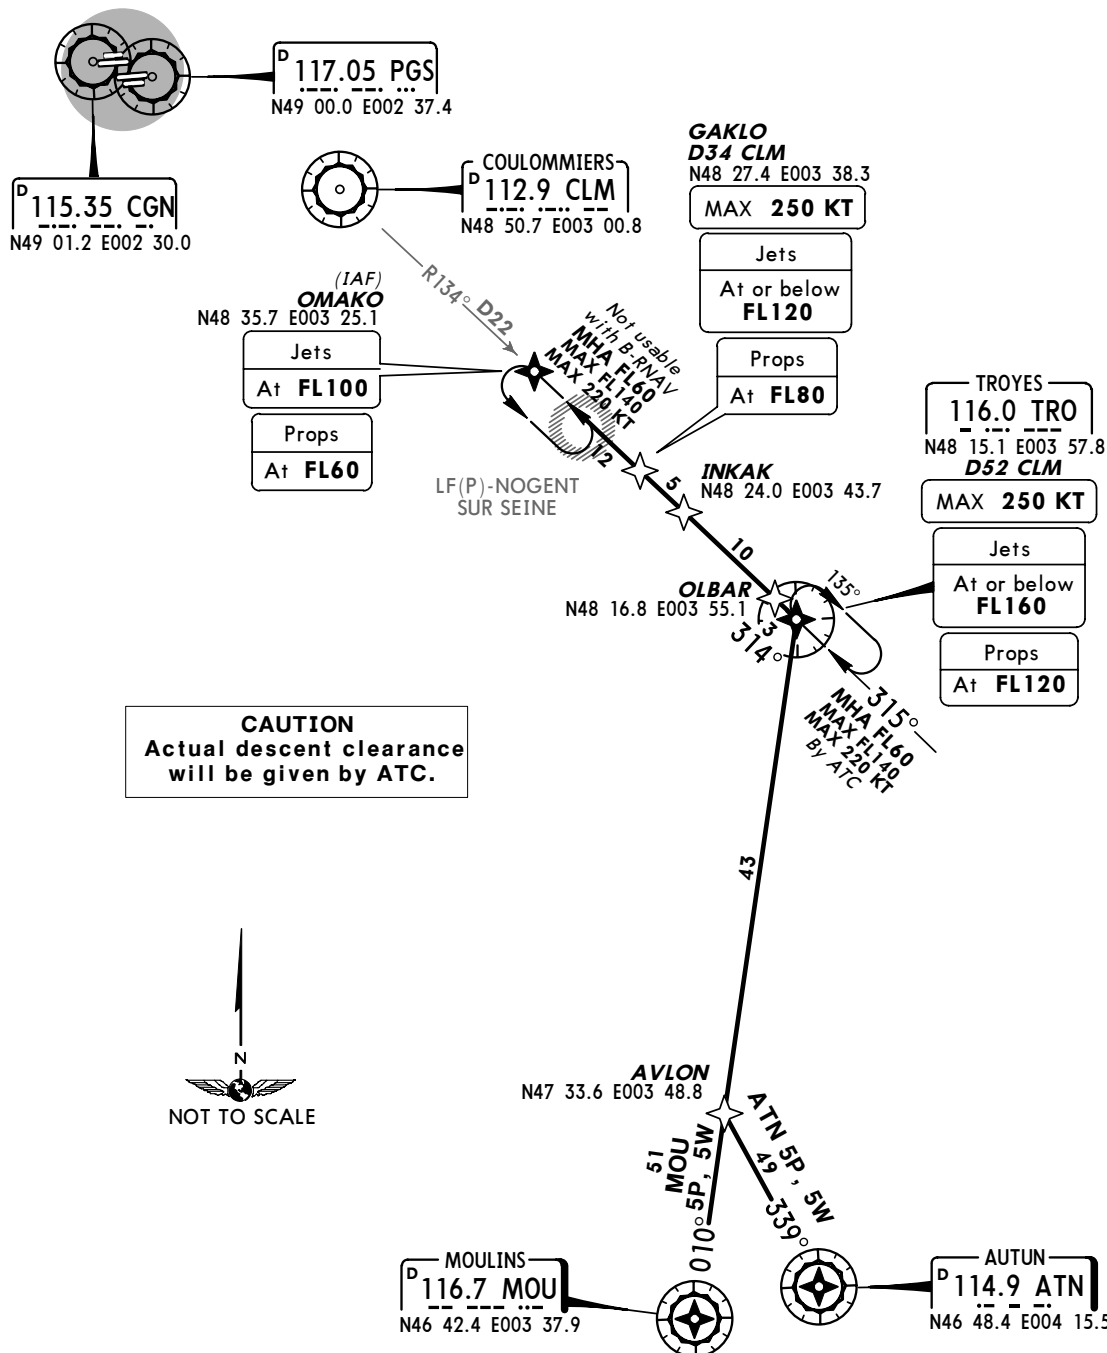 D 117.05 PGS
N49 00.0 E002 37.4
D 115.35 CGN
N49 01.2 E002 30.0
COULOMMIERS
D 112.9 CLM
N48 50.7 E003 00.8
GAKLO
D34 CLM
N48 27.4 E003 38.3
MAX 250 KT
Jets
At or below
FL120
Props
At FL80
(IAF)
OMAKO
N48 35.7 E003 25.1
Jets
At FL100
Props
At FL60
R134° D22
Not usable
with B-RNAV
MHA FL60
MAX FL140
MAX 220 KT
12
LF(P)-NOGENT
SUR SEINE
5
INKAK
N48 24.0 E003 43.7
10
TROYES
116.0 TRO
N48 15.1 E003 57.8
D52 CLM
MAX 250 KT
Jets
At or below
FL160
Props
At FL120
OLBAR
N48 16.8 E003 55.1
3
314°
135°
315°
MHA FL60
MAX FL140
MAX 220 KT
By ATC
CAUTION
Actual descent clearance
will be given by ATC.
43
N
NOT TO SCALE
AVLON
N47 33.6 E003 48.8
51
MOU
5P, 5W
010°
ATN 5P, 5W
49
339°
MOULINS
D 116.7 MOU
N46 42.4 E003 37.9
AUTUN
D 114.9 ATN
N46 48.4 E004 15.5